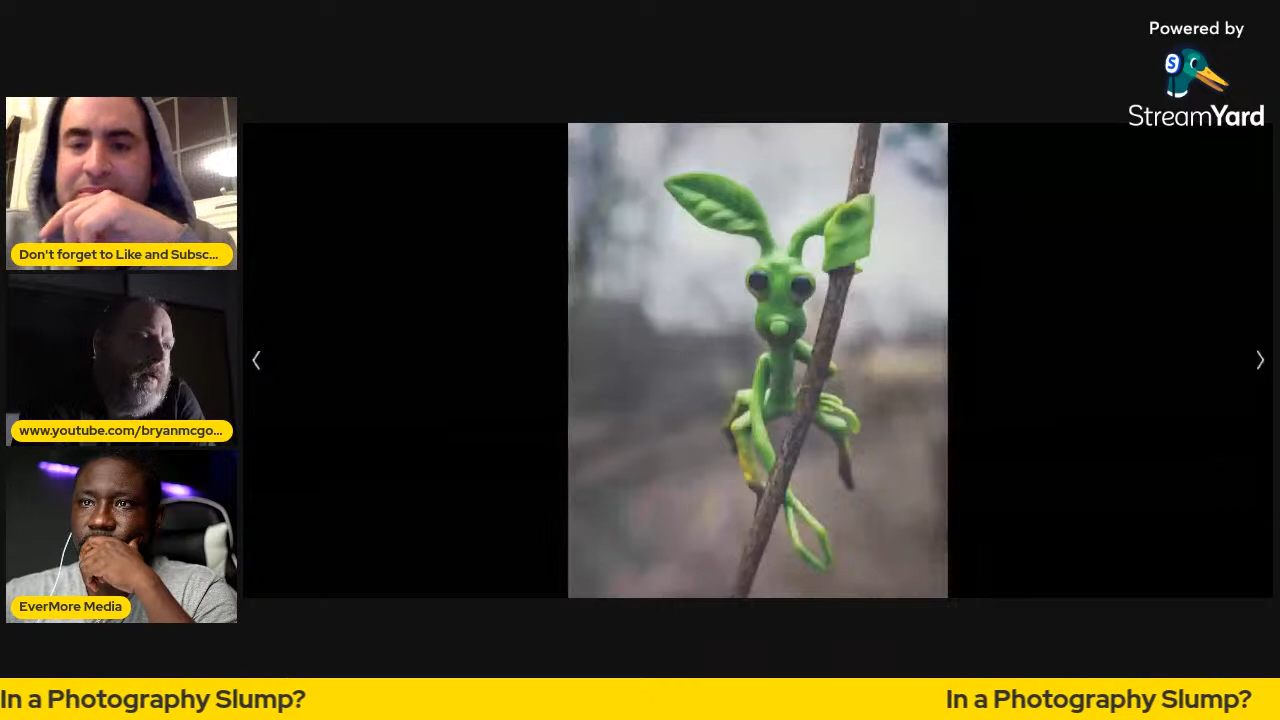 Powered by
StreamYard
Don't forget to Like and Subsc...
www.youtube.com/bryanmcgo...
EverMore Media
In a Photography Slump? In a Photography Slump?